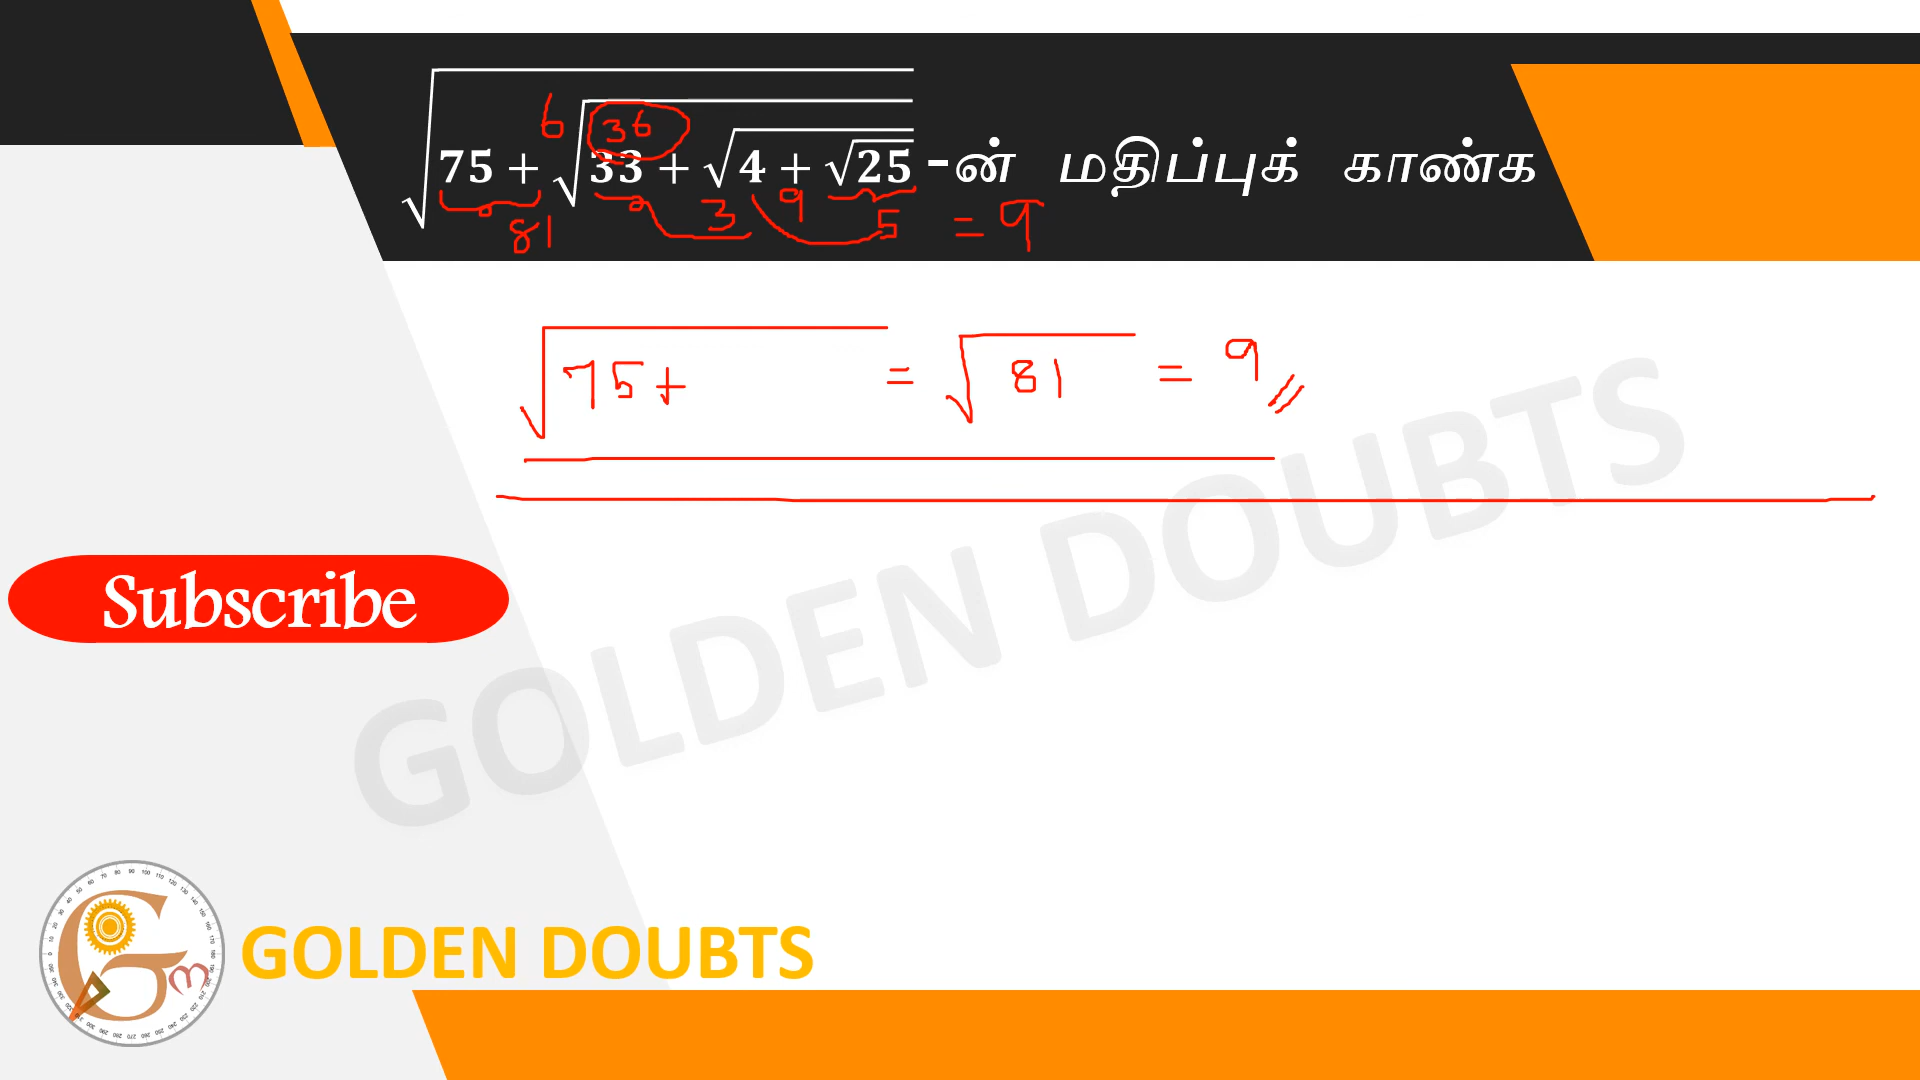 √(75 + √(33 + √(4 + √25))) -ன் மதிப்புக் காண்க
6 36
81 3 9 5 = 9
√75+ = √81 = 9
GOLDEN DOUBTS
Subscribe
GOLDEN DOUBTS